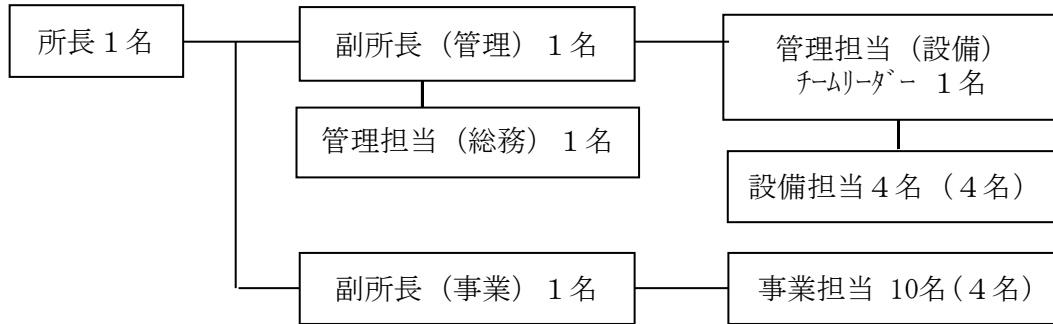 所長１名
副所長（管理）１名
管理担当（設備）
ﾁｰﾑﾘｰﾀﾞｰ １名
管理担当（総務）１名
設備担当４名（４名）
副所長（事業）１名
事業担当 10名(４名)